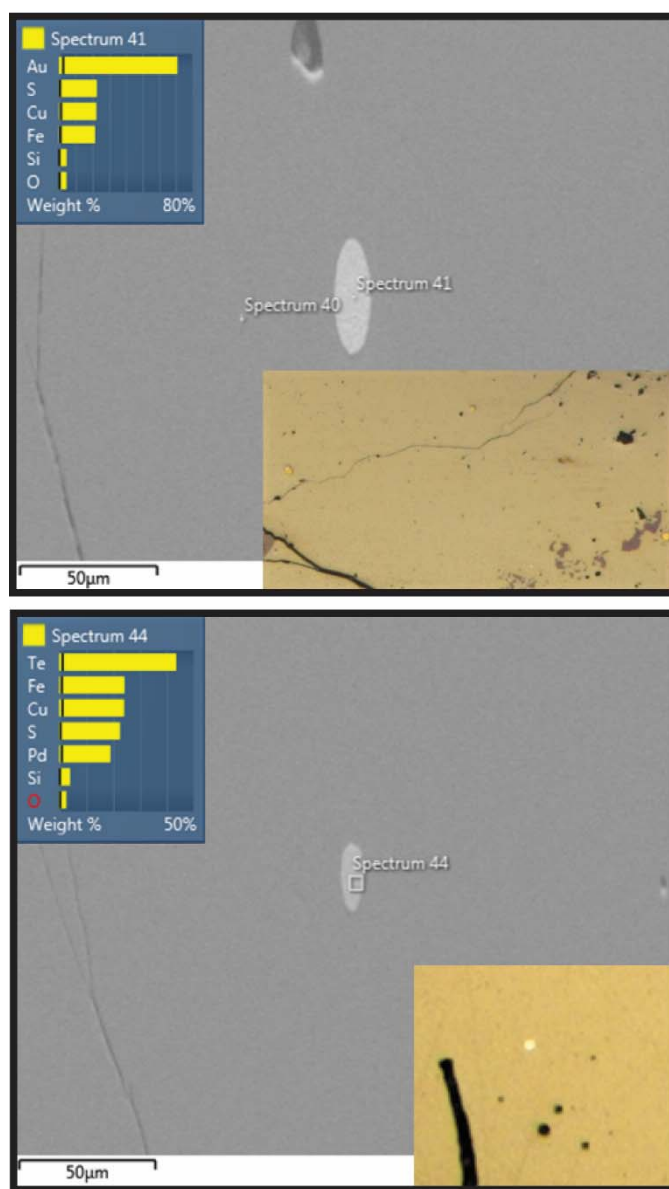 Spectrum 41
Au
S
Cu
Fe
Si
O
Weight % 80%
Spectrum 41
Spectrum 40
50µm
Spectrum 44
Te
Fe
Cu
S
Pd
Si
O
Weight % 50%
Spectrum 44
50µm